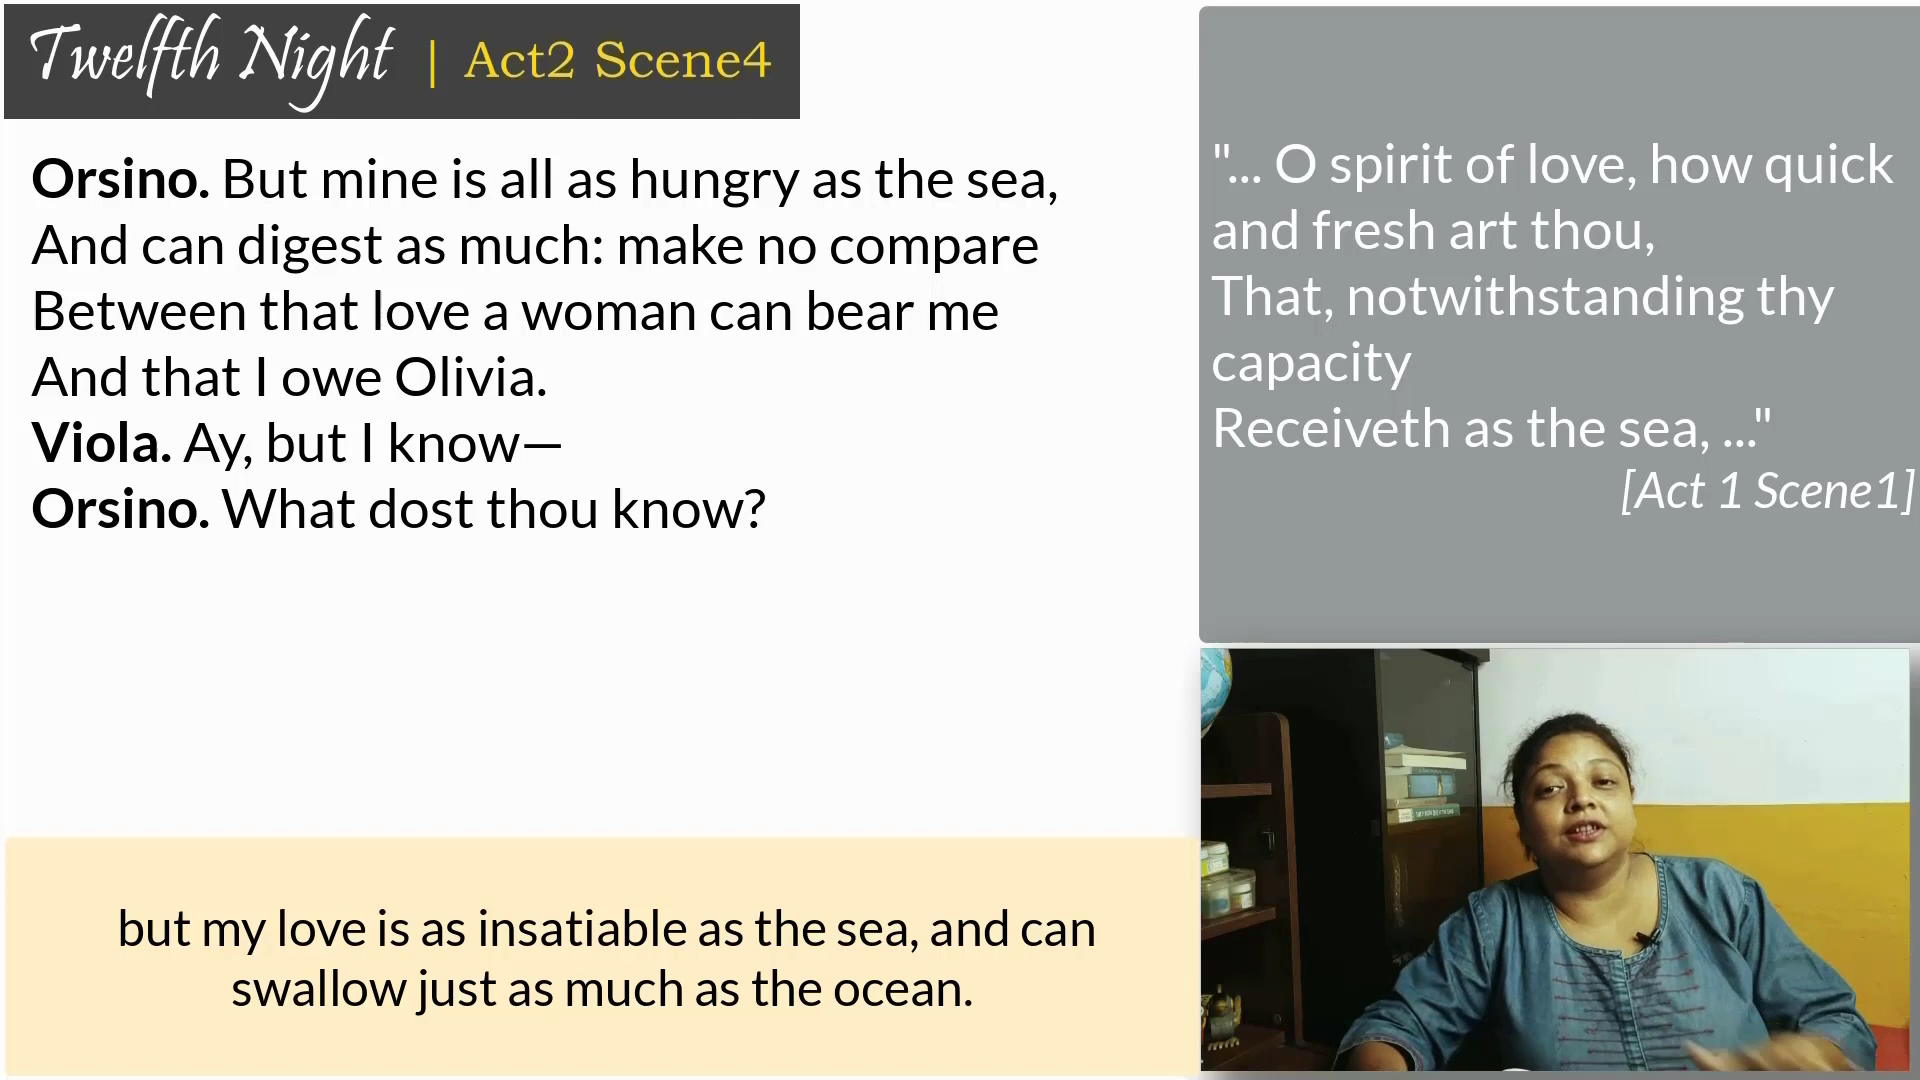 Twelfth Night | Act2 Scene4
Orsino. But mine is all as hungry as the sea,
And can digest as much: make no compare
Between that love a woman can bear me
And that I owe Olivia.
Viola. Ay, but I know—
Orsino. What dost thou know?
"... O spirit of love, how quick
and fresh art thou,
That, notwithstanding thy
capacity
Receiveth as the sea, ..."
[Act 1 Scene1]
but my love is as insatiable as the sea, and can
swallow just as much as the ocean.